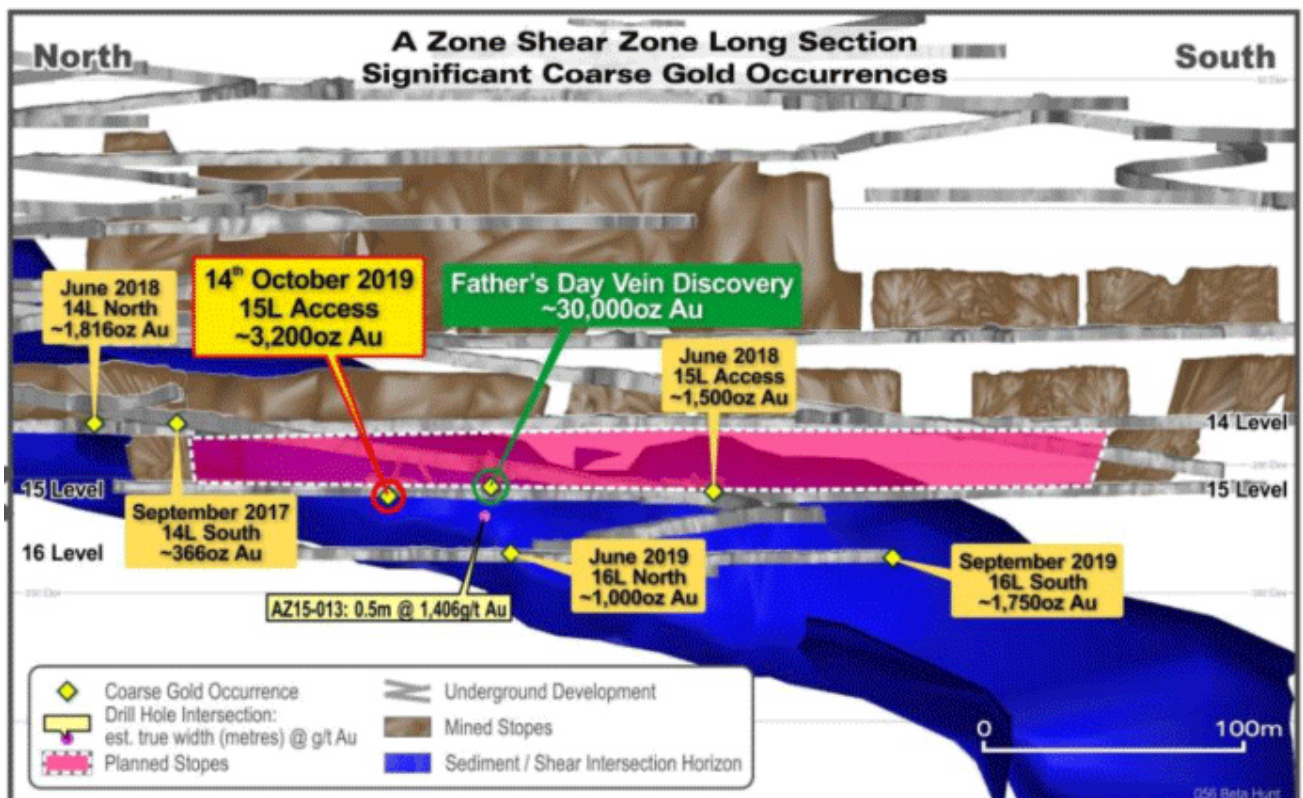 A Zone Shear Zone Long Section
Significant Coarse Gold Occurrences
North
South
June 2018
14L North
~1,816oz Au
14th October 2019
15L Access
~3,200oz Au
Father's Day Vein Discovery
~30,000oz Au
June 2018
15L Access
~1,500oz Au
14 Level
15 Level
15 Level
September 2017
14L South
~366oz Au
16 Level
June 2019
16L North
~1,000oz Au
September 2019
16L South
~1,750oz Au
AZ15-013: 0.5m @ 1,406g/t Au
Coarse Gold Occurrence
Drill Hole Intersection:
est. true width (metres) @ g/t Au
Planned Stopes
Underground Development
Mined Stopes
Sediment / Shear Intersection Horizon
0
100m
056 Beta Hunt